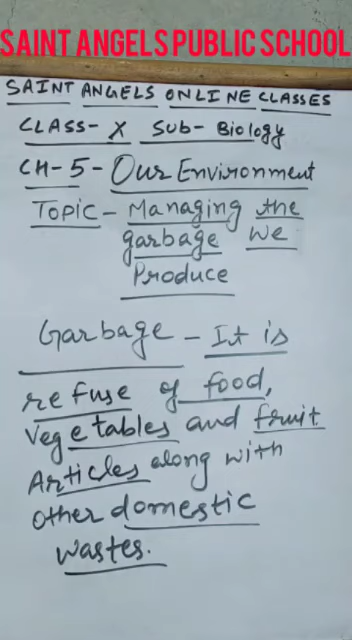 SAINT ANGELS PUBLIC SCHOOL
SAINT ANGELS ONLINE CLASSES
CLASS- X SUB- Biology
CH-5- Our Environment
TOPIC- Managing the
garbage We
Produce
Garbage - It is
refuse of food,
Vegetables and fruit
Articles along with
other domestic
wastes.